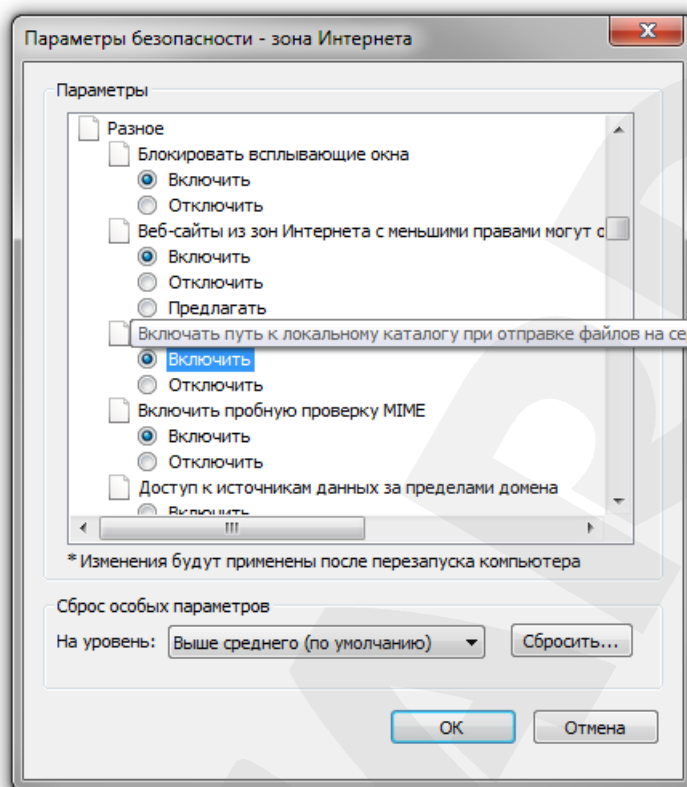 Параметры безопасности - зона Интернета
Параметры
Разное
Блокировать всплывающие окна
Включить
Отключить
Веб-сайты из зон Интернета с меньшими правами могут
Включить
Отключить
Предлагать
Включать путь к локальному каталогу при отправке файлов на
Включить
Отключить
Включить пробную проверку MIME
Включить
Отключить
Доступ к источникам данных за пределами домена
Включить
* Изменения будут применены после перезапуска компьютера
Сброс особых параметров
На уровень: Выше среднего (по умолчанию) Сбросить...
ОК Отмена